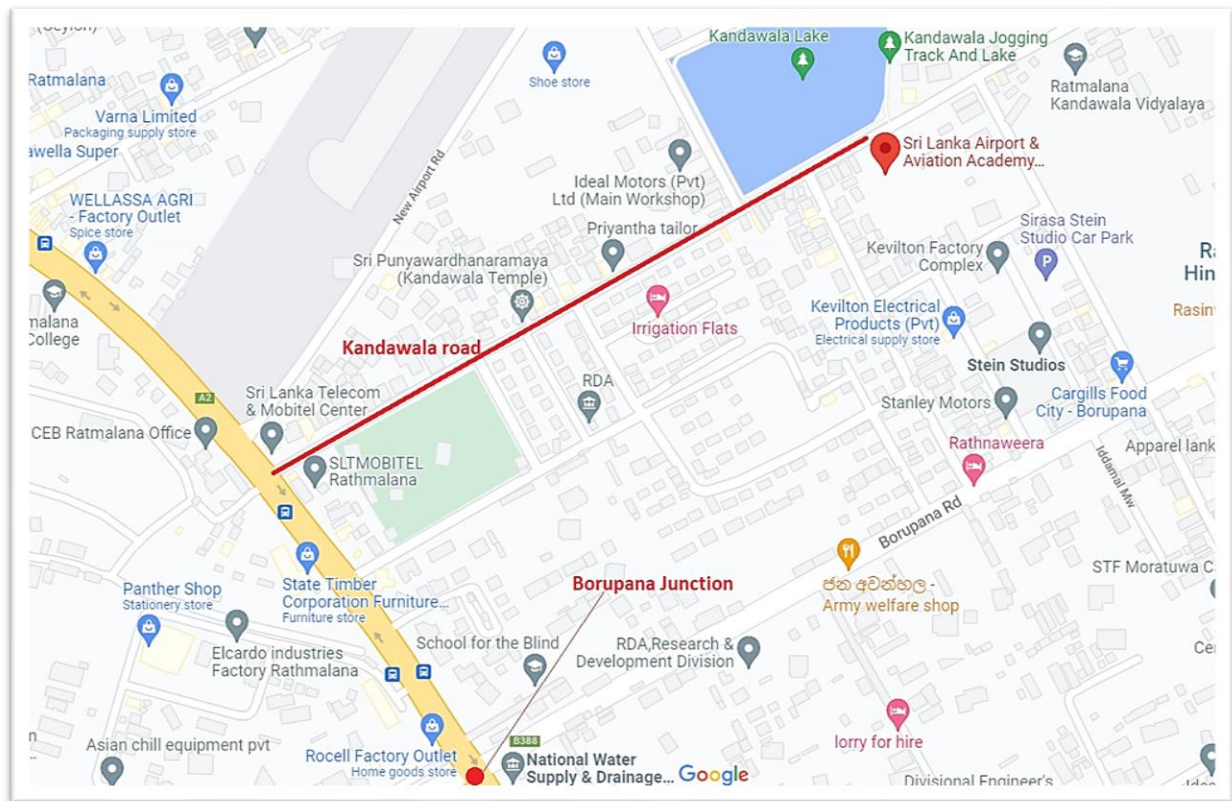 (Ceylon)
Kandawala Lake
Kandawala Jogging
Track And Lake
Ratmalana
Shoe store
Ratmalana
Kandawala Vidyalaya
Varna Limited
Packaging supply store
awella Super
Sri Lanka Airport &
Aviation Academy...
New Airport Rd
Ideal Motors (Pvt)
Ltd (Main Workshop)
WELLASSA AGRI
- Factory Outlet
Spice store
Priyantha tailor
Sirasa Stein
Studio Car Park
P
Kevilton Factory
Complex
Sri Punyawardhanaramaya
(Kandawala Temple)
Hin
Rasin
malana
College
Irrigation Flats
Kevilton Electrical
Products (Pvt)
Electrical supply store
Kandawala road
Stein Studios
RDA
A2
Sri Lanka Telecom
& Mobitel Center
Cargills Food
City - Borupana
Stanley Motors
CEB Ratmalana Office
Rathnaweera
Apparel lank
SLTMOBITEL
Rathmalana
Iddamal Mw
Borupana Rd
State Timber
Corporation Furniture...
Furniture store
Borupana Junction
ජන අවන්හල -
Army welfare shop
STF Moratuwa C
Panther Shop
Stationery store
School for the Blind
RDA,Research &
Development Division
Elcardo industries
Factory Rathmalana
Asian chill equipment pvt
Rocell Factory Outlet
Home goods store
B388
lorry for hire
National Water
Supply & Drainage...
Google
Divisional Engineer's